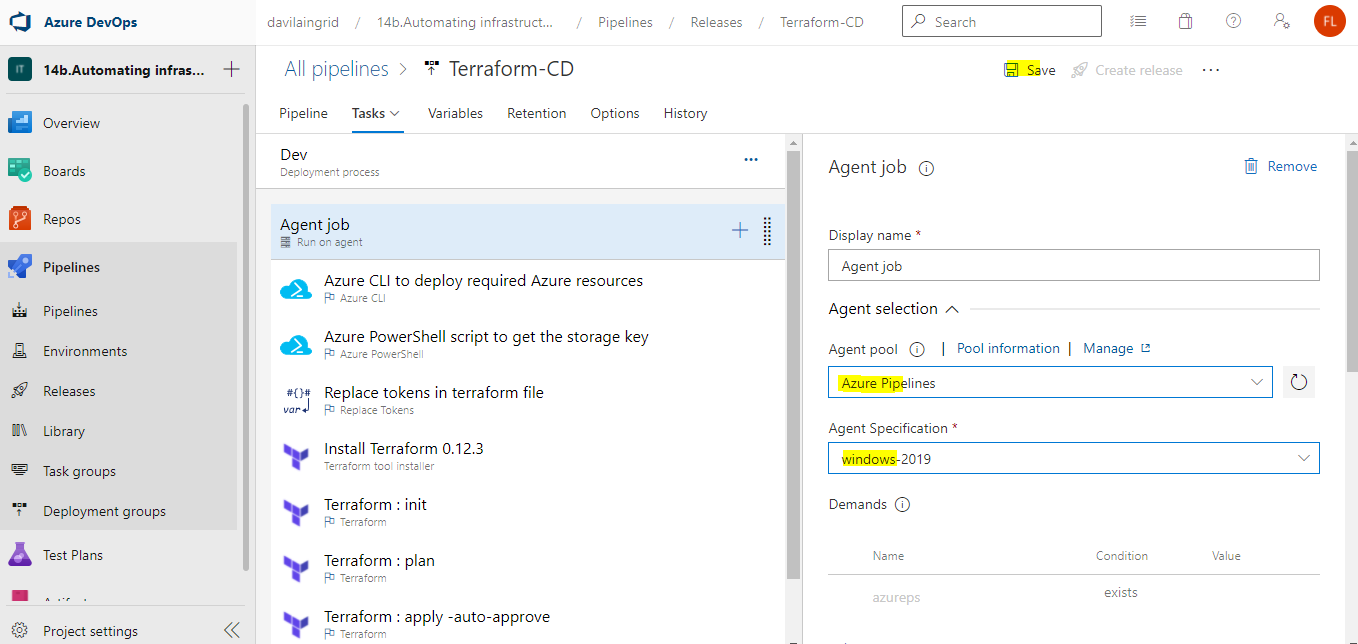 Azure DevOps
davilaingrid / 14b.Automating infrastruct... / Pipelines / Releases / Terraform-CD
Search
FL
IT 14b.Automating infras...
Overview
Boards
Repos
Pipelines
Pipelines
Environments
Releases
Library
Task groups
Deployment groups
Test Plans
Project settings
All pipelines > Terraform-CD
Save
Create release
Pipeline
Tasks
Variables
Retention
Options
History
Dev
Deployment process
Agent job
Run on agent
Azure CLI to deploy required Azure resources
Azure CLI
Azure PowerShell script to get the storage key
Azure PowerShell
#{}#
var
Replace tokens in terraform file
Replace Tokens
Install Terraform 0.12.3
Terraform tool installer
Terraform : init
Terraform
Terraform : plan
Terraform
Terraform : apply -auto-approve
Terraform
Agent job
Remove
Display name *
Agent job
Agent selection
Agent pool | Pool information | Manage
Azure Pipelines
Agent Specification *
windows-2019
Demands
Name Condition Value
azureps exists